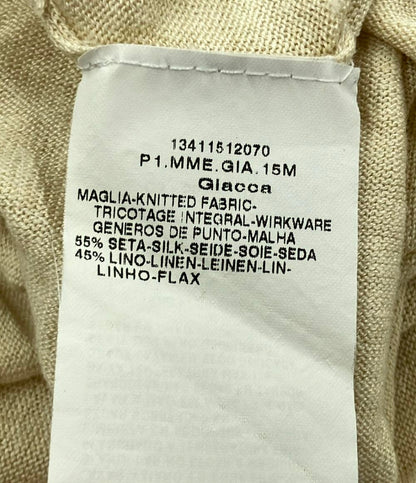 13411512070
P1.MME.GIA.15M
Giacca
MAGLIA-KNITTED FABRIC-
TRICOTAGE INTEGRAL-WIRKWARE
GENEROS DE PUNTO-MALHA
55% SETA-SILK-SEIDE-SOIE-SEDA
45% LINO-LINEN-LEINEN-LIN-
LINHO-FLAX